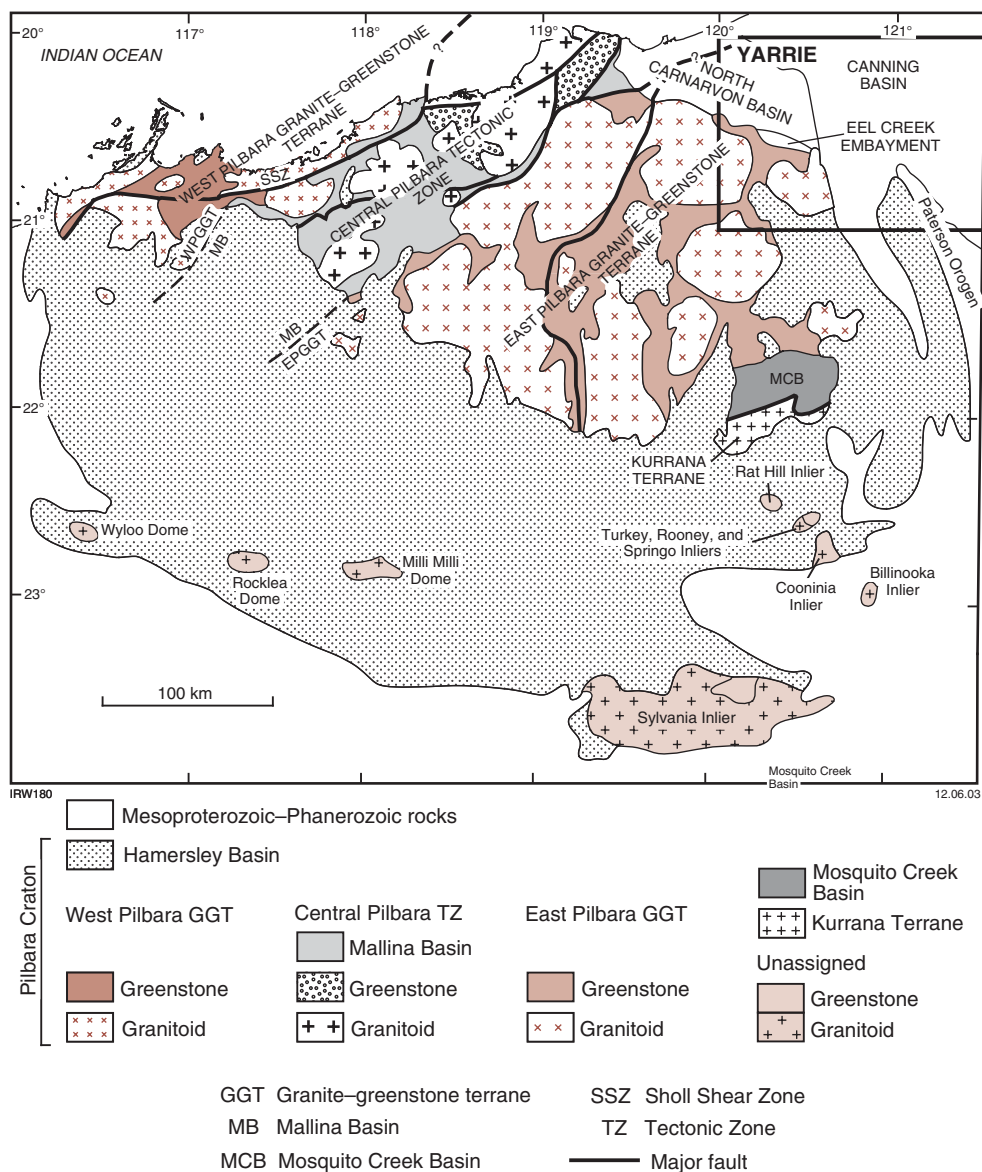 117°
118°
119°
120°
121°
20°
21°
22°
23°
INDIAN OCEAN
?
?
YARRIE
CANNING
BASIN
NORTH
CARNARVON BASIN
EEL CREEK
EMBAYMENT
WEST PILBARA GRANITE–GREENSTONE
TERRANE
SSZ
CENTRAL PILBARA TECTONIC
ZONE
EAST PILBARA GRANITE–GREENSTONE
TERRANE
Paterson Orogen
WPGGT
MB
MB
EPGGT
MCB
KURRANA
TERRANE
Rat Hill Inlier
Turkey, Rooney, and
Springo Inliers
Cooninia
Inlier
Billinooka
Inlier
Wyloo Dome
Rocklea
Dome
Milli Milli
Dome
Sylvania Inlier
100 km
Mosquito Creek
Basin
IRW180
12.06.03
Mesoproterozoic–Phanerozoic rocks
Pilbara Craton
Hamersley Basin
West Pilbara GGT
Greenstone
Granitoid
Central Pilbara TZ
Mallina Basin
Greenstone
Granitoid
East Pilbara GGT
Greenstone
Granitoid
Mosquito Creek
Basin
Kurrana Terrane
Unassigned
Greenstone
Granitoid
GGT Granite–greenstone terrane
MB Mallina Basin
MCB Mosquito Creek Basin
SSZ Sholl Shear Zone
TZ Tectonic Zone
Major fault